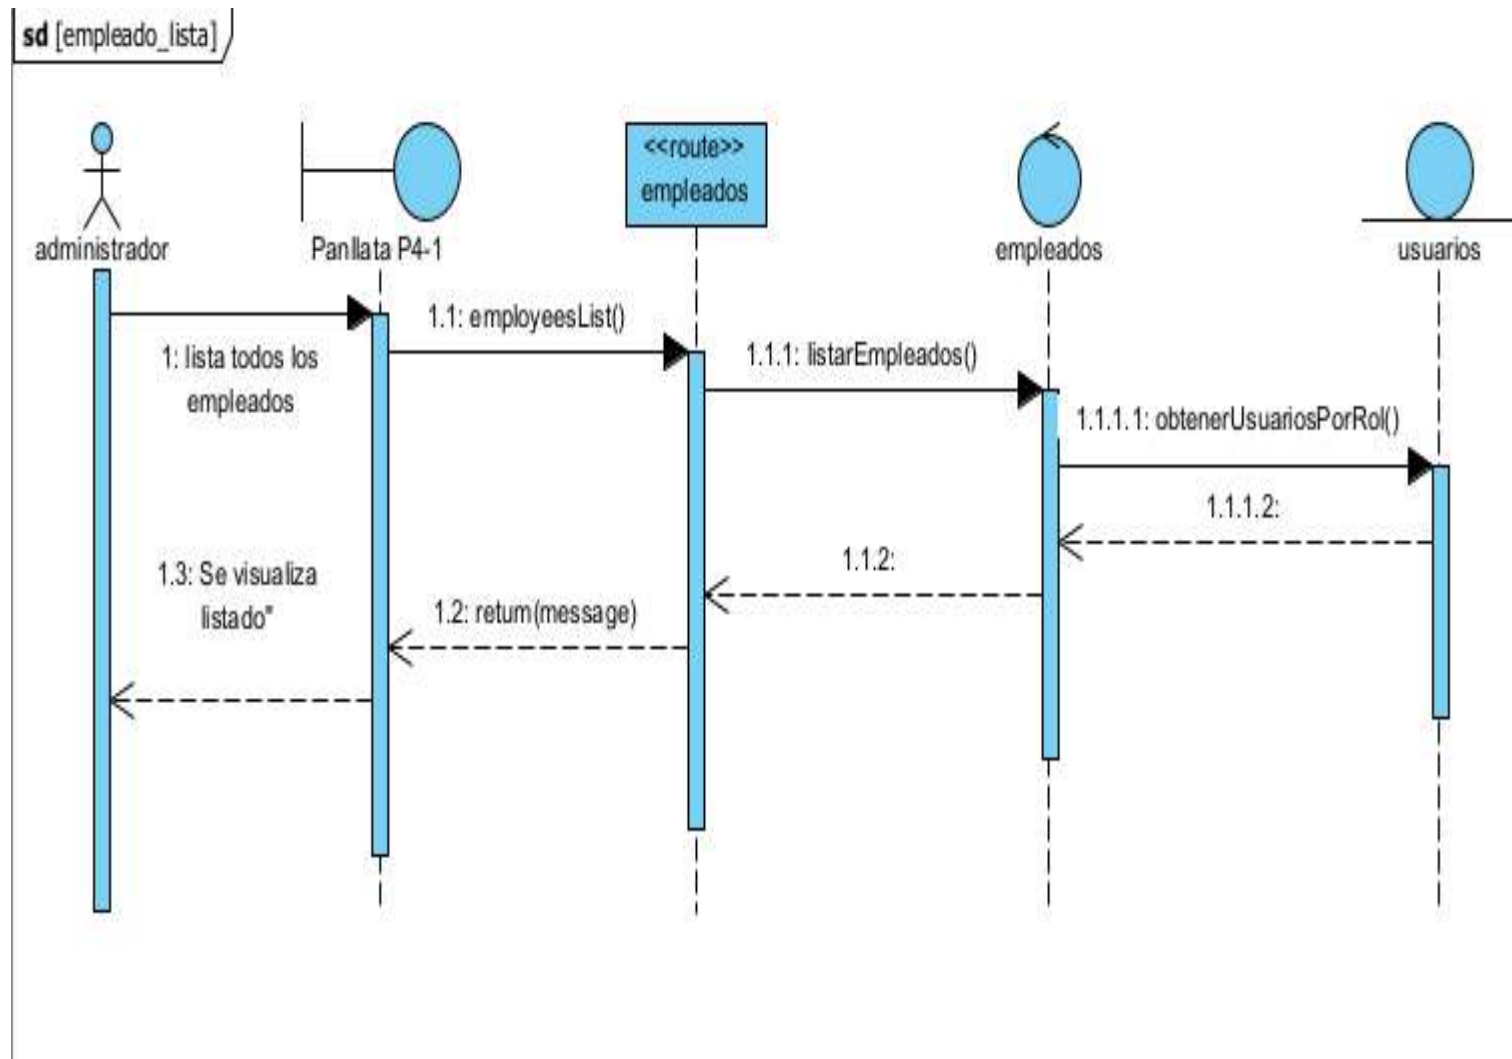 sd [empleado_lista]
<<route>>
empleados
administrador
Panllata P4-1
empleados
usuarios
1: lista todos los
empleados
1.1: employeesList()
1.1.1: listarEmpleados()
1.1.1.1: obtenerUsuariosPorRol()
1.1.1.2:
1.1.2:
1.2: return(message)
1.3: Se visualiza
listado"